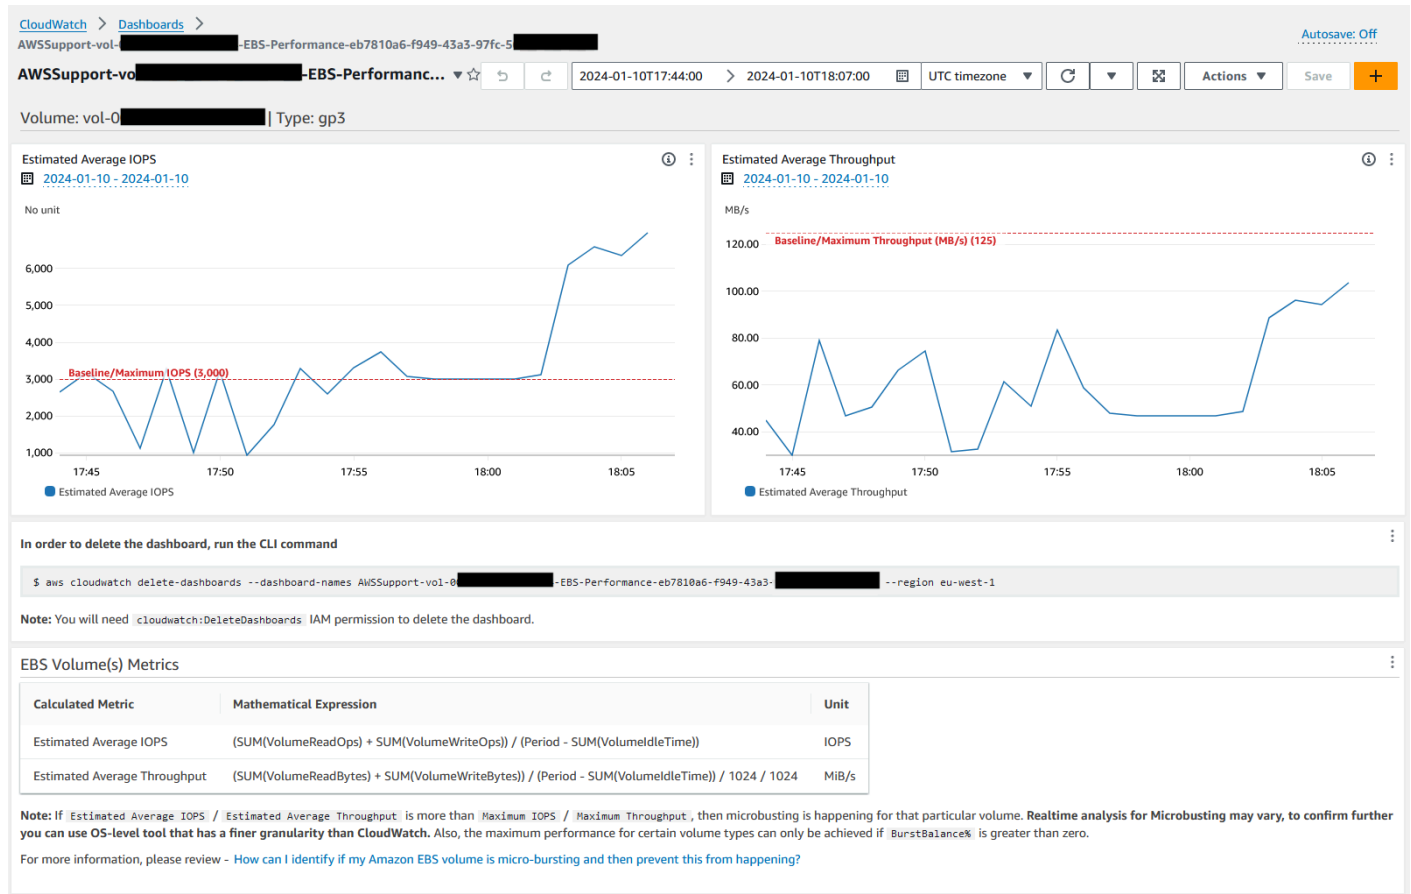 CloudWatch > Dashboards >
Autosave: Off
AWSSupport-vol- -EBS-Performance-eb7810a6-f949-43a3-97fc-5
AWSSupport-vo -EBS-Performanc...
2024-01-10T17:44:00 > 2024-01-10T18:07:00
UTC timezone
Actions
Save
+
Volume: vol-0 | Type: gp3
Estimated Average IOPS
2024-01-10 - 2024-01-10
No unit
6,000
5,000
4,000
3,000
2,000
1,000
Baseline/Maximum IOPS (3,000)
17:45 17:50 17:55 18:00 18:05
Estimated Average IOPS
Estimated Average Throughput
2024-01-10 - 2024-01-10
MB/s
120.00
100.00
80.00
60.00
40.00
Baseline/Maximum Throughput (MB/s) (125)
17:45 17:50 17:55 18:00 18:05
Estimated Average Throughput
In order to delete the dashboard, run the CLI command
$ aws cloudwatch delete-dashboards --dashboard-names AWSSupport-vol-0 -EBS-Performance-eb7810a6-f949-43a3- --region eu-west-1
Note: You will need cloudwatch:DeleteDashboards IAM permission to delete the dashboard.
EBS Volume(s) Metrics
Calculated Metric Mathematical Expression Unit
Estimated Average IOPS (SUM(VolumeReadOps) + SUM(VolumeWriteOps)) / (Period - SUM(VolumeIdleTime)) IOPS
Estimated Average Throughput (SUM(VolumeReadBytes) + SUM(VolumeWriteBytes)) / (Period - SUM(VolumeIdleTime)) / 1024 / 1024 MiB/s
Note: If Estimated Average IOPS / Estimated Average Throughput is more than Maximum IOPS / Maximum Throughput, then microbusting is happening for that particular volume. Realtime analysis for Microbusting may vary, to confirm further
you can use OS-level tool that has a finer granularity than CloudWatch. Also, the maximum performance for certain volume types can only be achieved if BurstBalance% is greater than zero.
For more information, please review - How can I identify if my Amazon EBS volume is micro-bursting and then prevent this from happening?